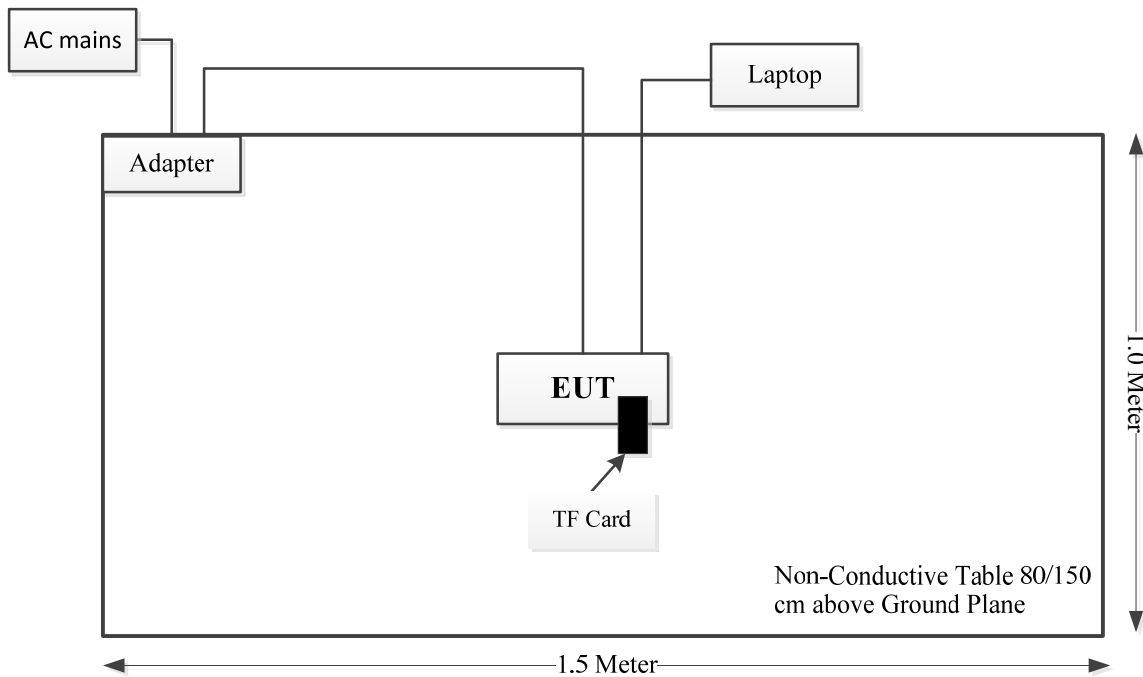 AC mains
Laptop
Adapter
EUT
TF Card
Non-Conductive Table 80/150
cm above Ground Plane
1.0 Meter
1.5 Meter